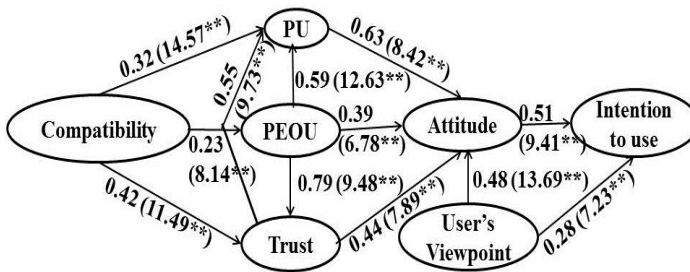 PU
0.32 (14.57**)
0.55
(9.73**)
0.63 (8.42**)
0.59 (12.63**)
Compatibility
0.23
(8.14**)
PEOU
0.39
(6.78**)
Attitude
0.51
(9.41**)
Intention
to use
0.42 (11.49**)
0.79 (9.48**)
0.44 (7.89**)
0.48 (13.69**)
0.28 (7.23**)
Trust
User's
Viewpoint